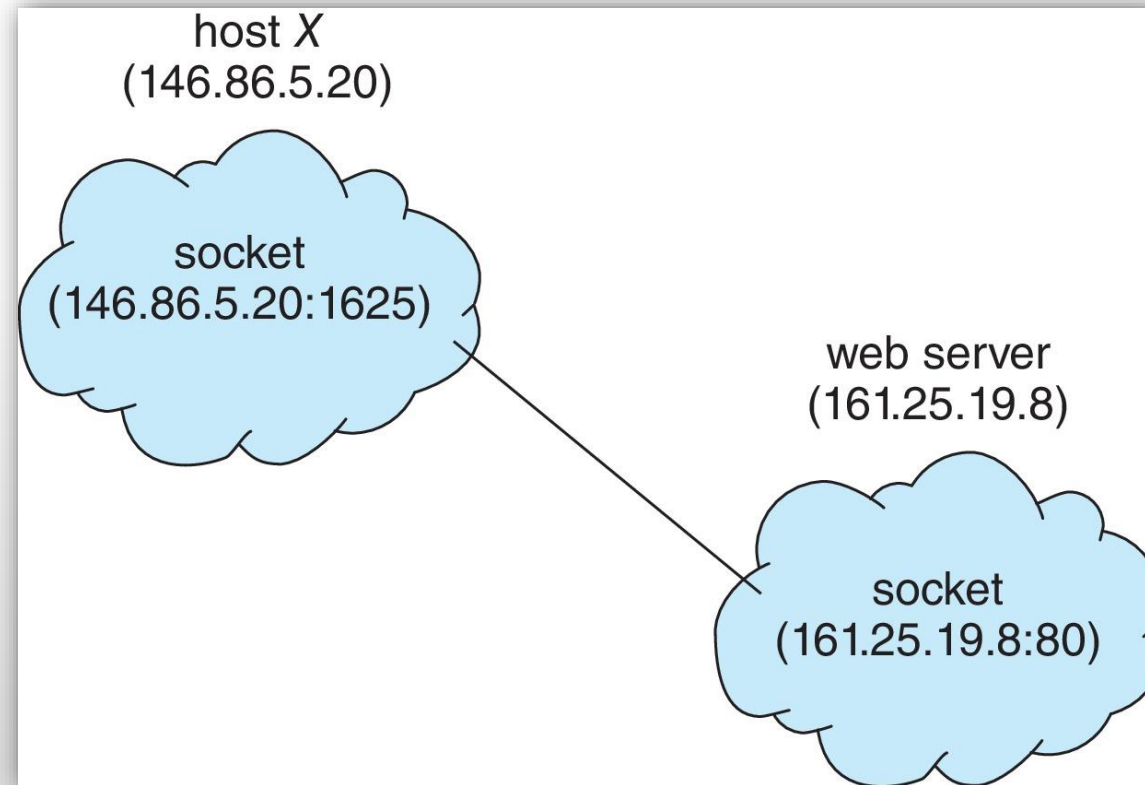 host X
(146.86.5.20)
socket
(146.86.5.20:1625)
web server
(161.25.19.8)
socket
(161.25.19.8:80)